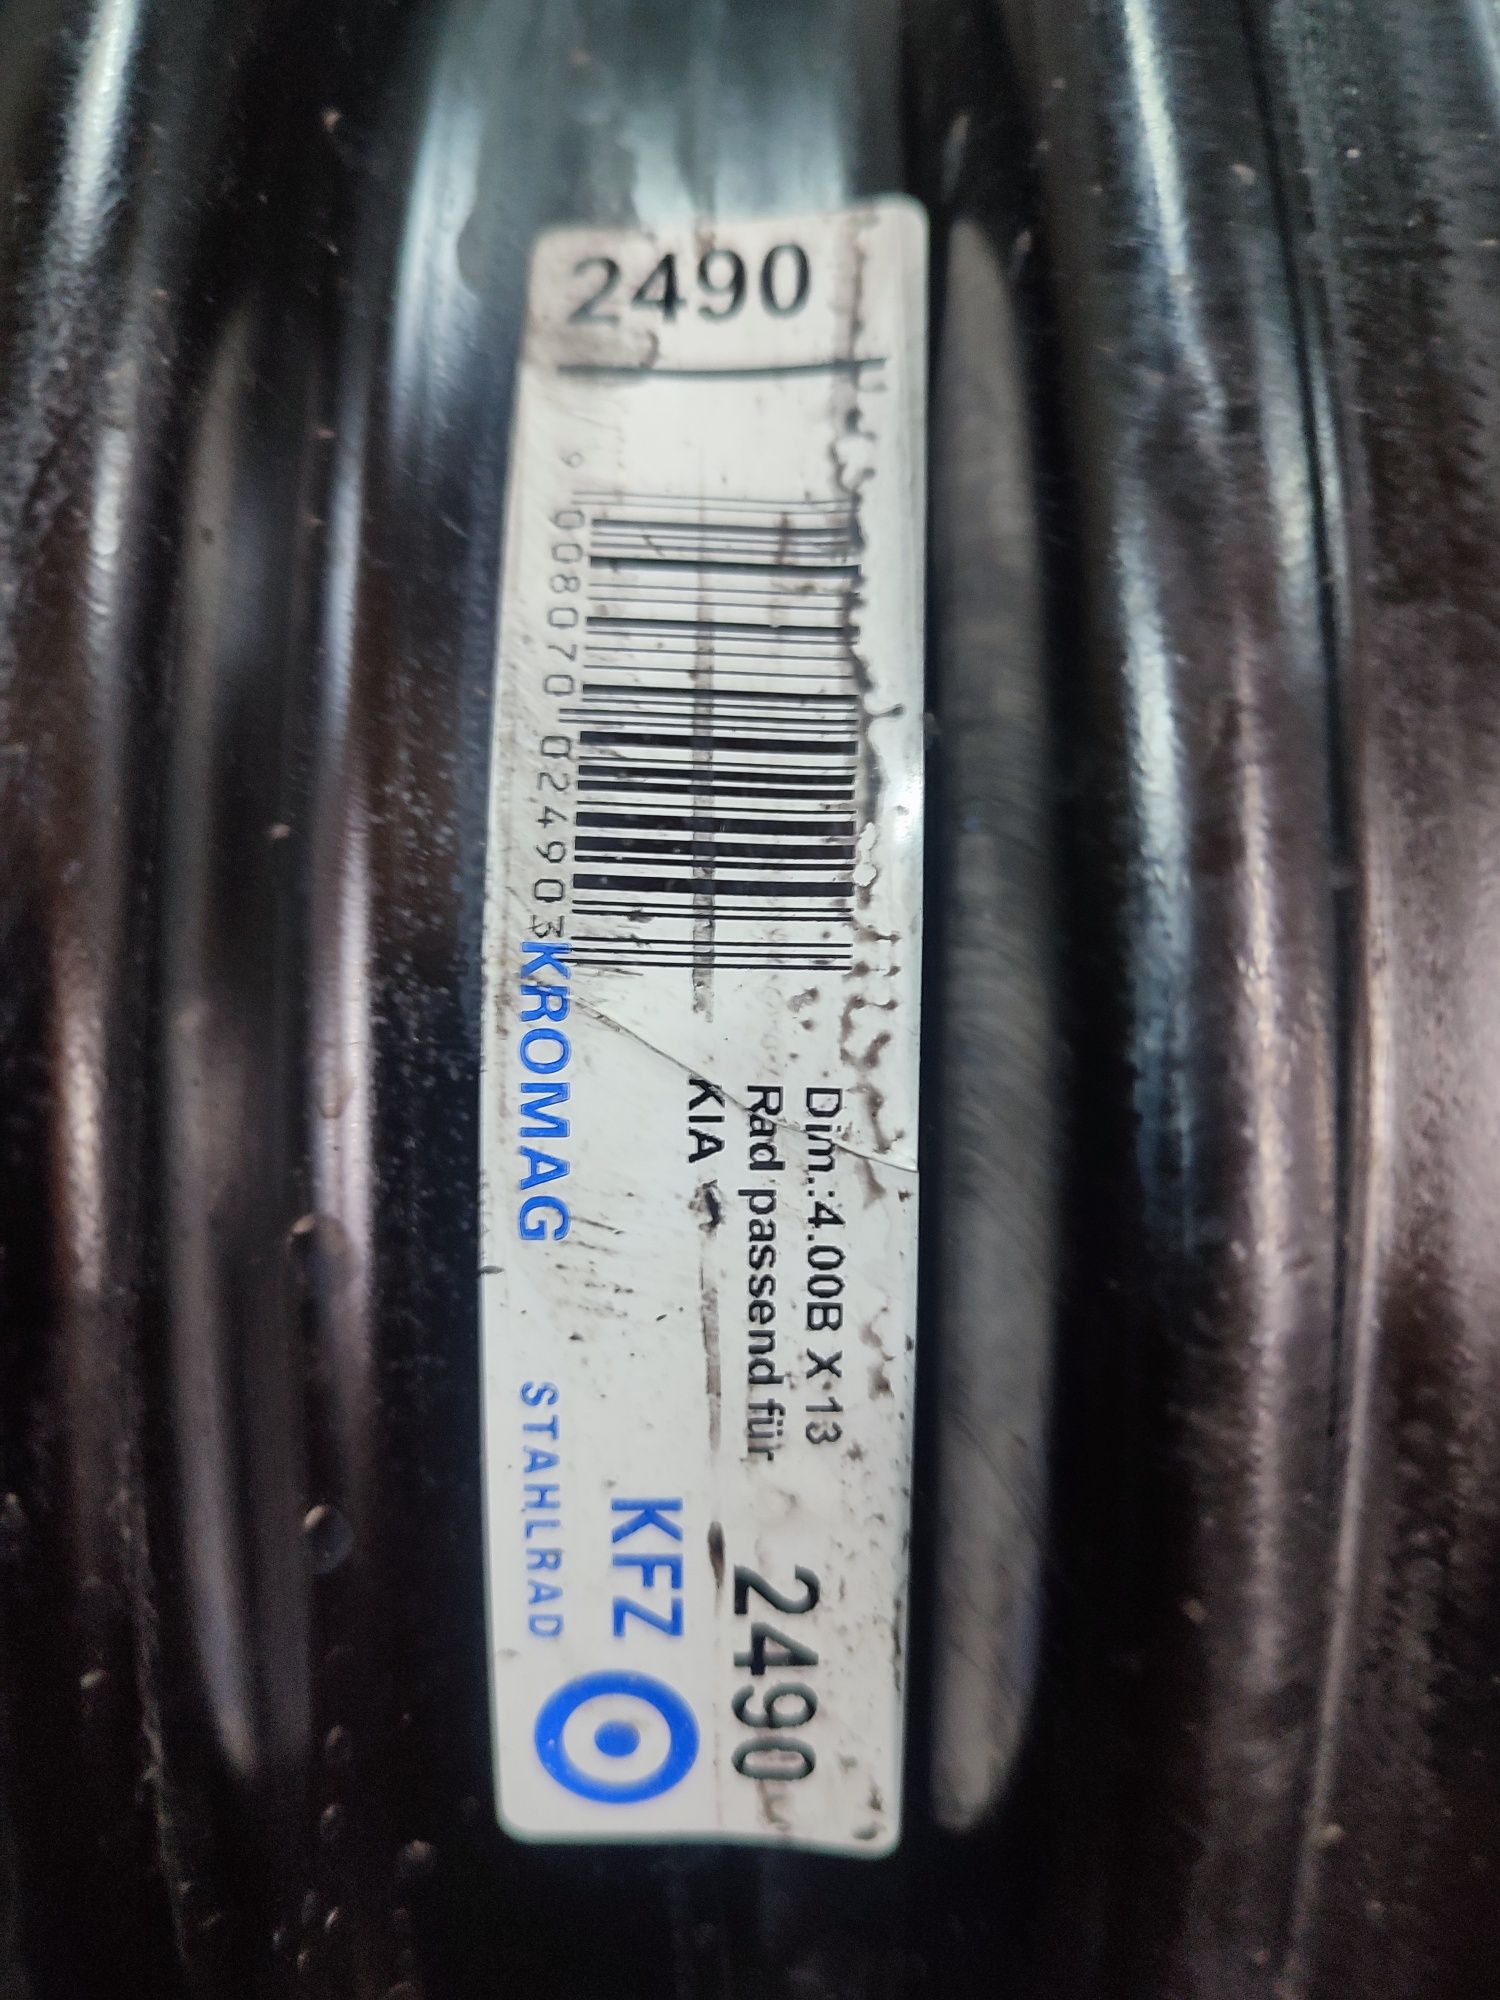 2490
9 008070 024903
Dim.:4.00B X 13
Rad passend für
KIA
2490
KROMAG
KFZ
STAHLRAD